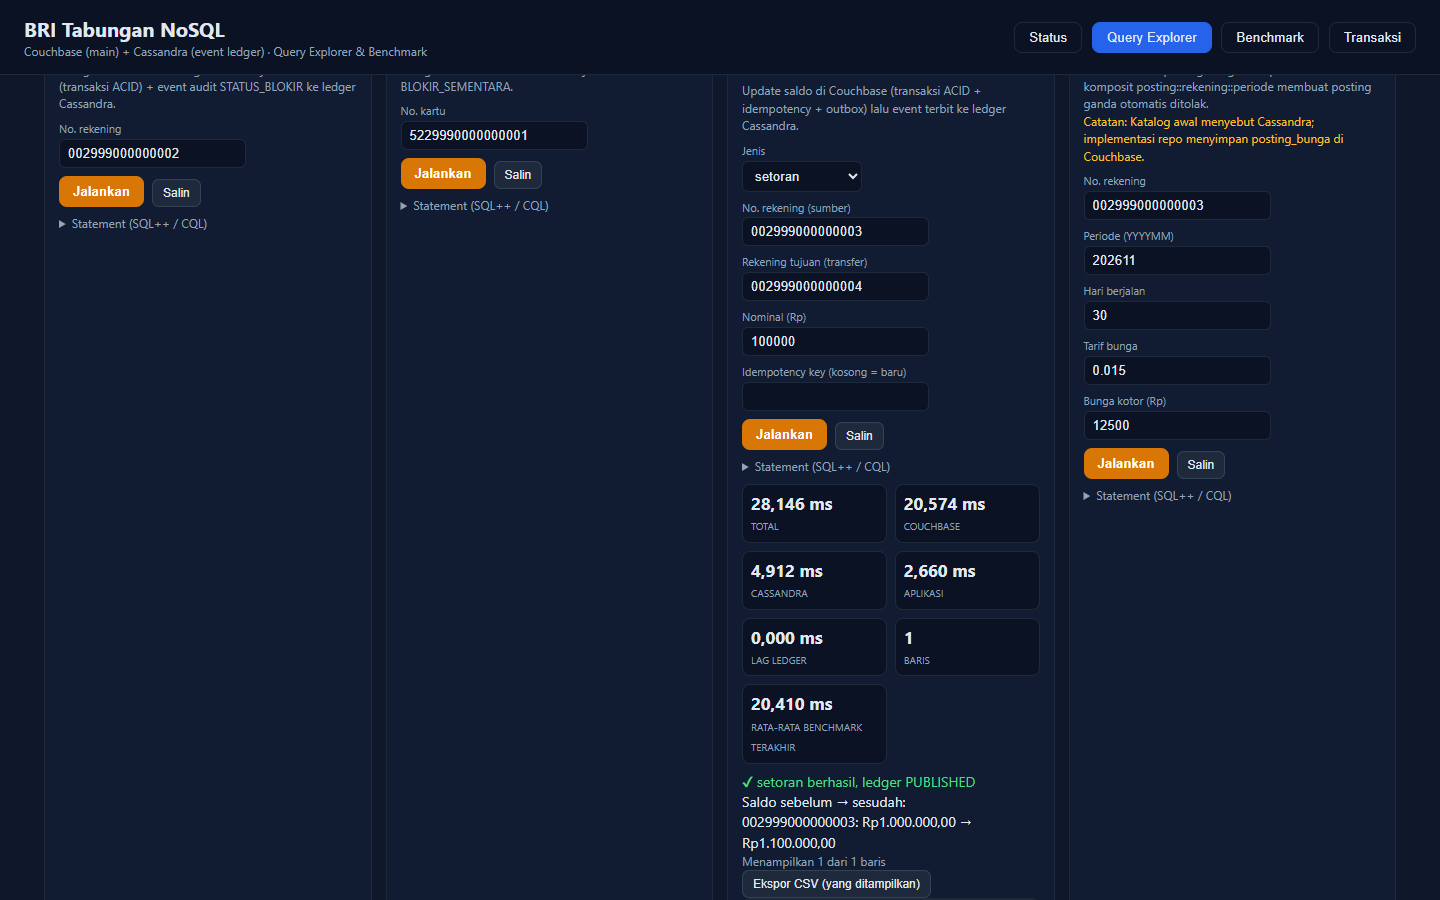 BRI Tabungan NoSQL
Couchbase (main) + Cassandra (event ledger) · Query Explorer & Benchmark
Status
Query Explorer
Benchmark
Transaksi
(transaksi ACID) + event audit STATUS_BLOKIR ke ledger
Cassandra.
No. rekening
002999000000002
Jalankan
Salin
▶ Statement (SQL++ / CQL)
BLOKIR_SEMENTARA.
No. kartu
5229990000000001
Jalankan
Salin
▶ Statement (SQL++ / CQL)
Update saldo di Couchbase (transaksi ACID +
idempotency + outbox) lalu event terbit ke ledger
Cassandra.
Jenis
setoran
No. rekening (sumber)
002999000000003
Rekening tujuan (transfer)
002999000000004
Nominal (Rp)
100000
Idempotency key (kosong = baru)
Jalankan
Salin
▶ Statement (SQL++ / CQL)
28,146 ms
TOTAL
20,574 ms
COUCHBASE
4,912 ms
CASSANDRA
2,660 ms
APLIKASI
0,000 ms
LAG LEDGER
1
BARIS
20,410 ms
RATA-RATA BENCHMARK
TERAKHIR
✓ setoran berhasil, ledger PUBLISHED
Saldo sebelum → sesudah:
002999000000003: Rp1.000.000,00 →
Rp1.100.000,00
Menampilkan 1 dari 1 baris
Ekspor CSV (yang ditampilkan)
komposit posting::rekening::periode membuat posting
ganda otomatis ditolak.
Catatan: Katalog awal menyebut Cassandra;
implementasi repo menyimpan posting_bunga di
Couchbase.
No. rekening
002999000000003
Periode (YYYYMM)
202611
Hari berjalan
30
Tarif bunga
0.015
Bunga kotor (Rp)
12500
Jalankan
Salin
▶ Statement (SQL++ / CQL)